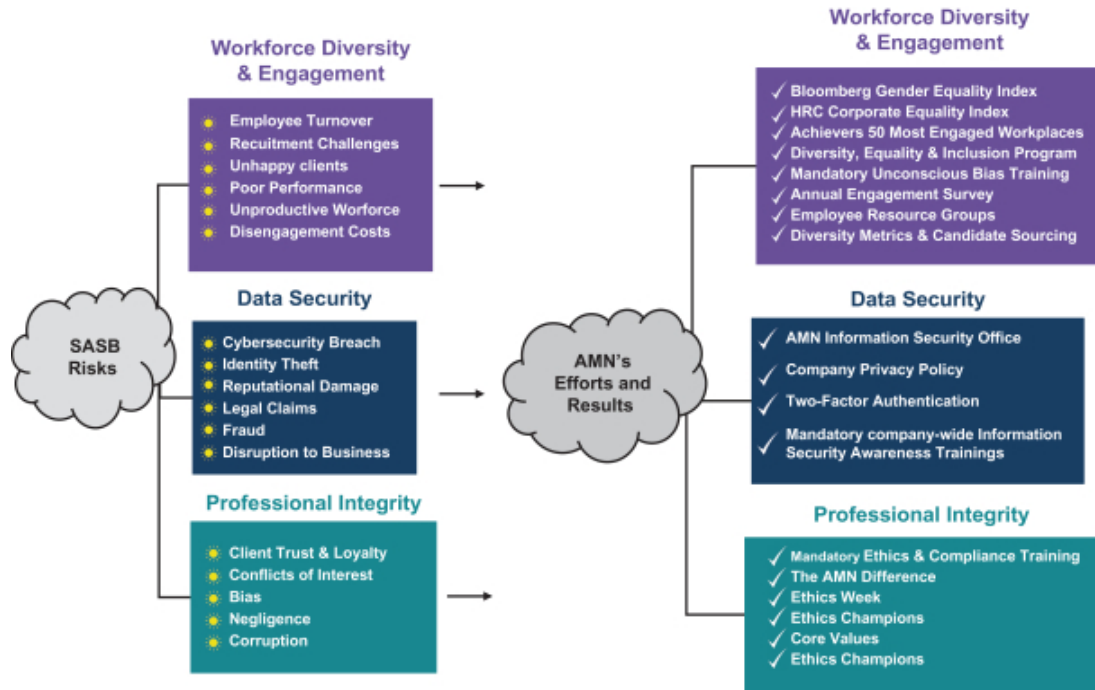 Workforce Diversity
& Engagement
Employee Turnover
Recuitment Challenges
Unhappy clients
Poor Performance
Unproductive Worforce
Disengagement Costs
SASB
Risks
Data Security
Cybersecurity Breach
Identity Theft
Reputational Damage
Legal Claims
Fraud
Disruption to Business
Professional Integrity
Client Trust & Loyalty
Conflicts of Interest
Bias
Negligence
Corruption
AMN's
Efforts and
Results
Workforce Diversity
& Engagement
Bloomberg Gender Equality Index
HRC Corporate Equality Index
Achievers 50 Most Engaged Workplaces
Diversity, Equality & Inclusion Program
Mandatory Unconscious Bias Training
Annual Engagement Survey
Employee Resource Groups
Diversity Metrics & Candidate Sourcing
Data Security
AMN Information Security Office
Company Privacy Policy
Two-Factor Authentication
Mandatory company-wide Information
Security Awareness Trainings
Professional Integrity
Mandatory Ethics & Compliance Training
The AMN Difference
Ethics Week
Ethics Champions
Core Values
Ethics Champions